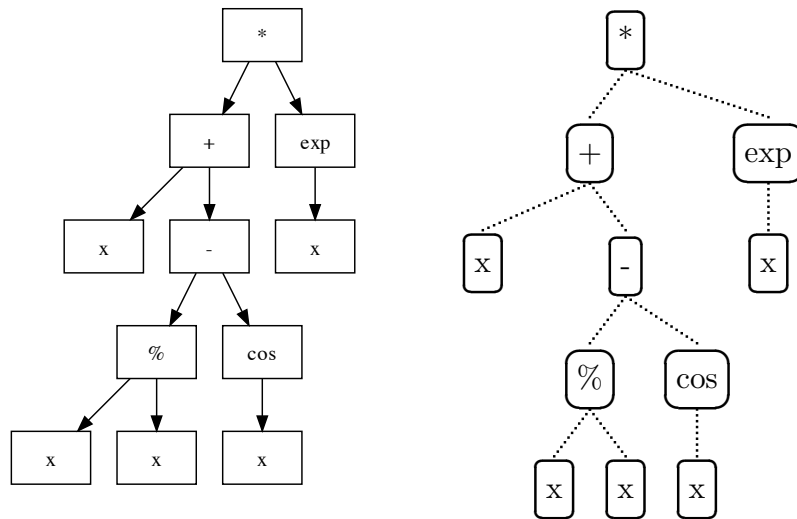 *
+ exp
x - x
% cos
x x x
*
+ exp
x - x
% cos
x x x